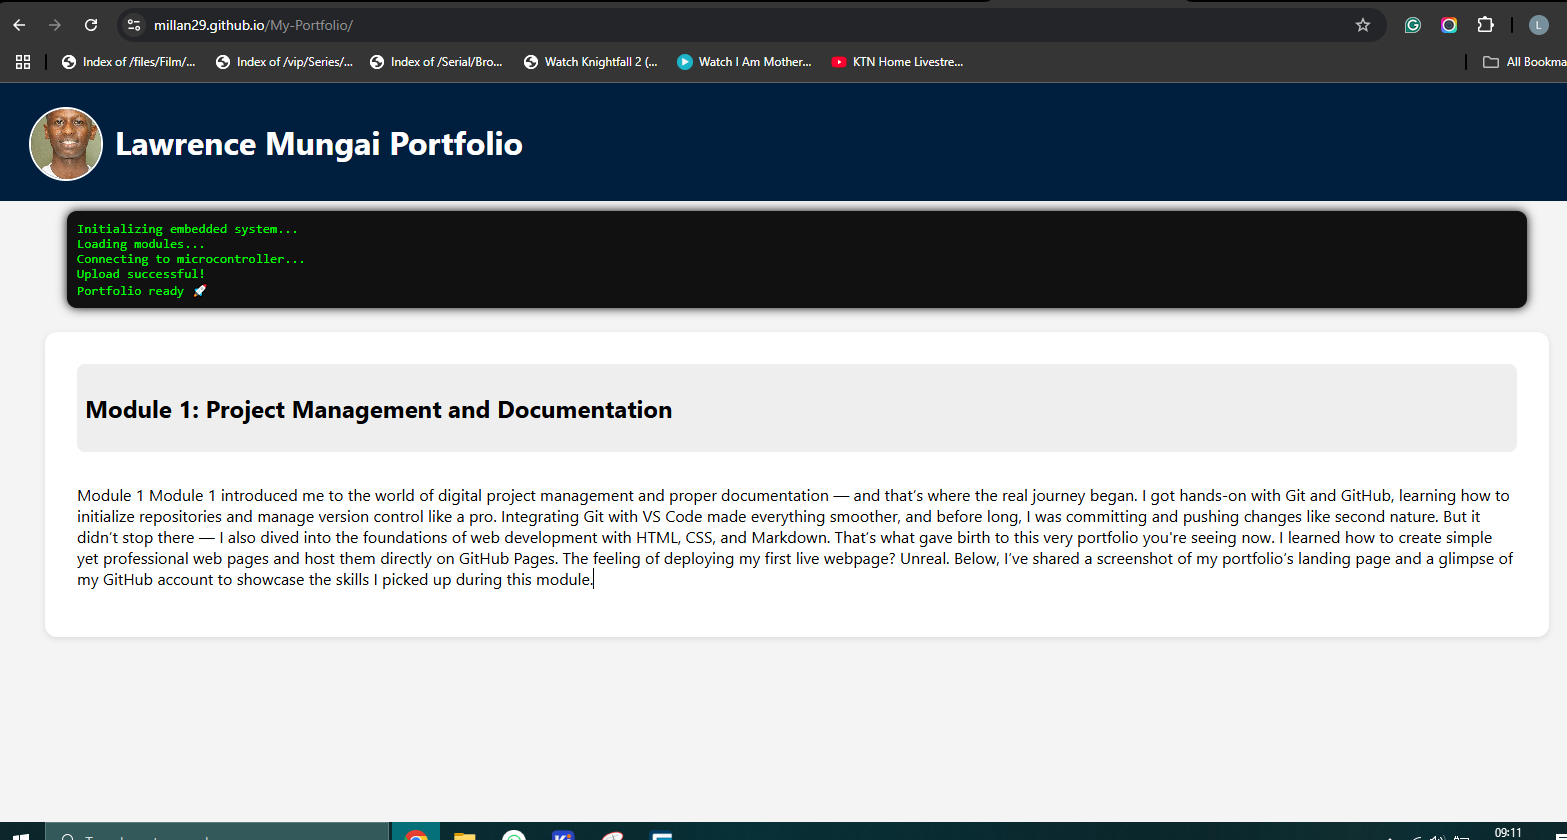 millan29.github.io/My-Portfolio/
L
Index of /files/Film/...
Index of /vip/Series/...
Index of /Serial/Bro...
Watch Knightfall 2 (...
Watch I Am Mother...
KTN Home Livestre...
All Bookma
Lawrence Mungai Portfolio
Initializing embedded system...
Loading modules...
Connecting to microcontroller...
Upload successful!
Portfolio ready 🚀
Module 1: Project Management and Documentation
Module 1 Module 1 introduced me to the world of digital project management and proper documentation — and that’s where the real journey began. I got hands-on with Git and GitHub, learning how to
initialize repositories and manage version control like a pro. Integrating Git with VS Code made everything smoother, and before long, I was committing and pushing changes like second nature. But it
didn’t stop there — I also dived into the foundations of web development with HTML, CSS, and Markdown. That’s what gave birth to this very portfolio you're seeing now. I learned how to create simple
yet professional web pages and host them directly on GitHub Pages. The feeling of deploying my first live webpage? Unreal. Below, I’ve shared a screenshot of my portfolio’s landing page and a glimpse of
my GitHub account to showcase the skills I picked up during this module.
09:11